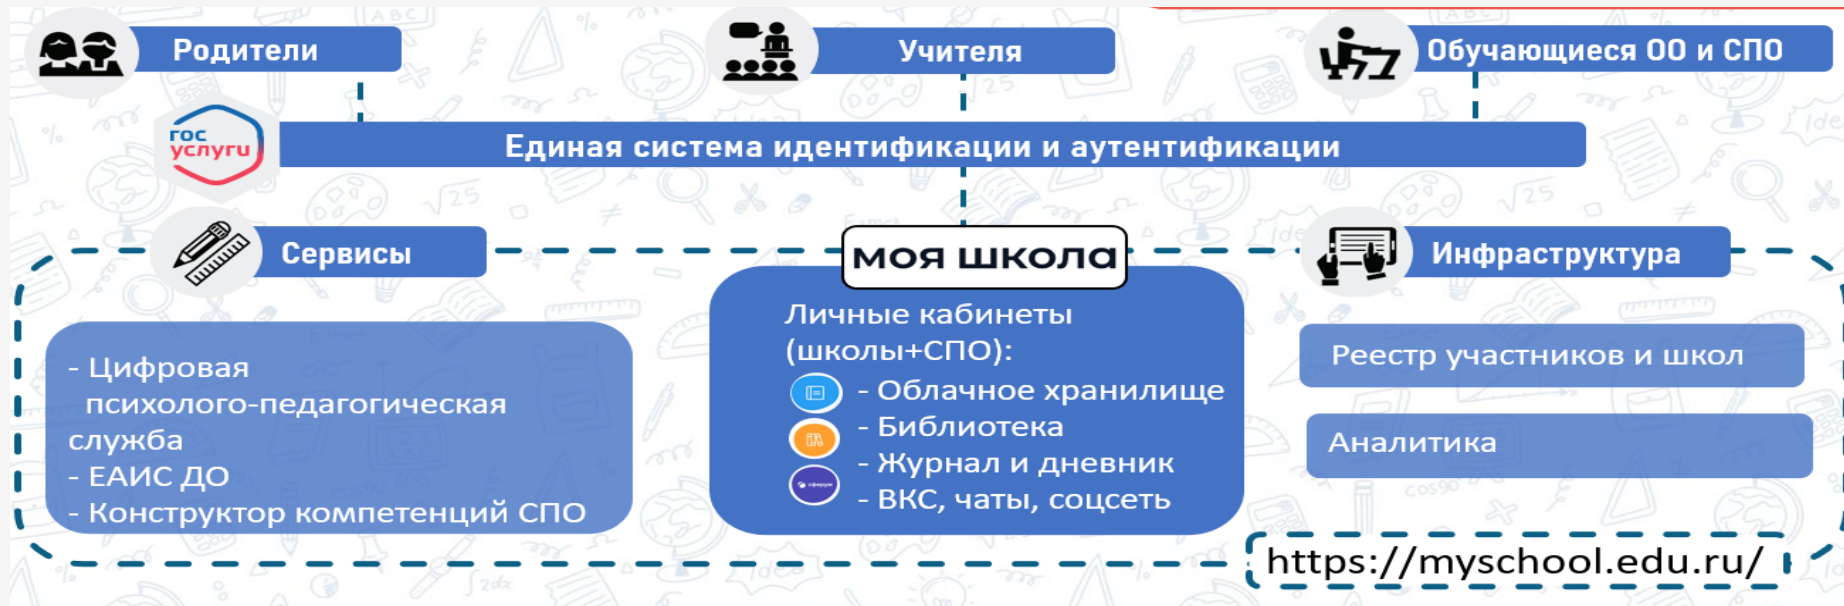 Родители
Учителя
Обучающиеся ОО и СПО
гос
услуги
Единая система идентификации и аутентификации
Сервисы
моя школа
Инфраструктура
- Цифровая
психолого-педагогическая
служба
- ЕАИС ДО
- Конструктор компетенций СПО
Личные кабинеты
(школы+СПО):
- Облачное хранилище
- Библиотека
- Журнал и дневник
сферум
- ВКС, чаты, соцсеть
Реестр участников и школ
Аналитика
https://myschool.edu.ru/